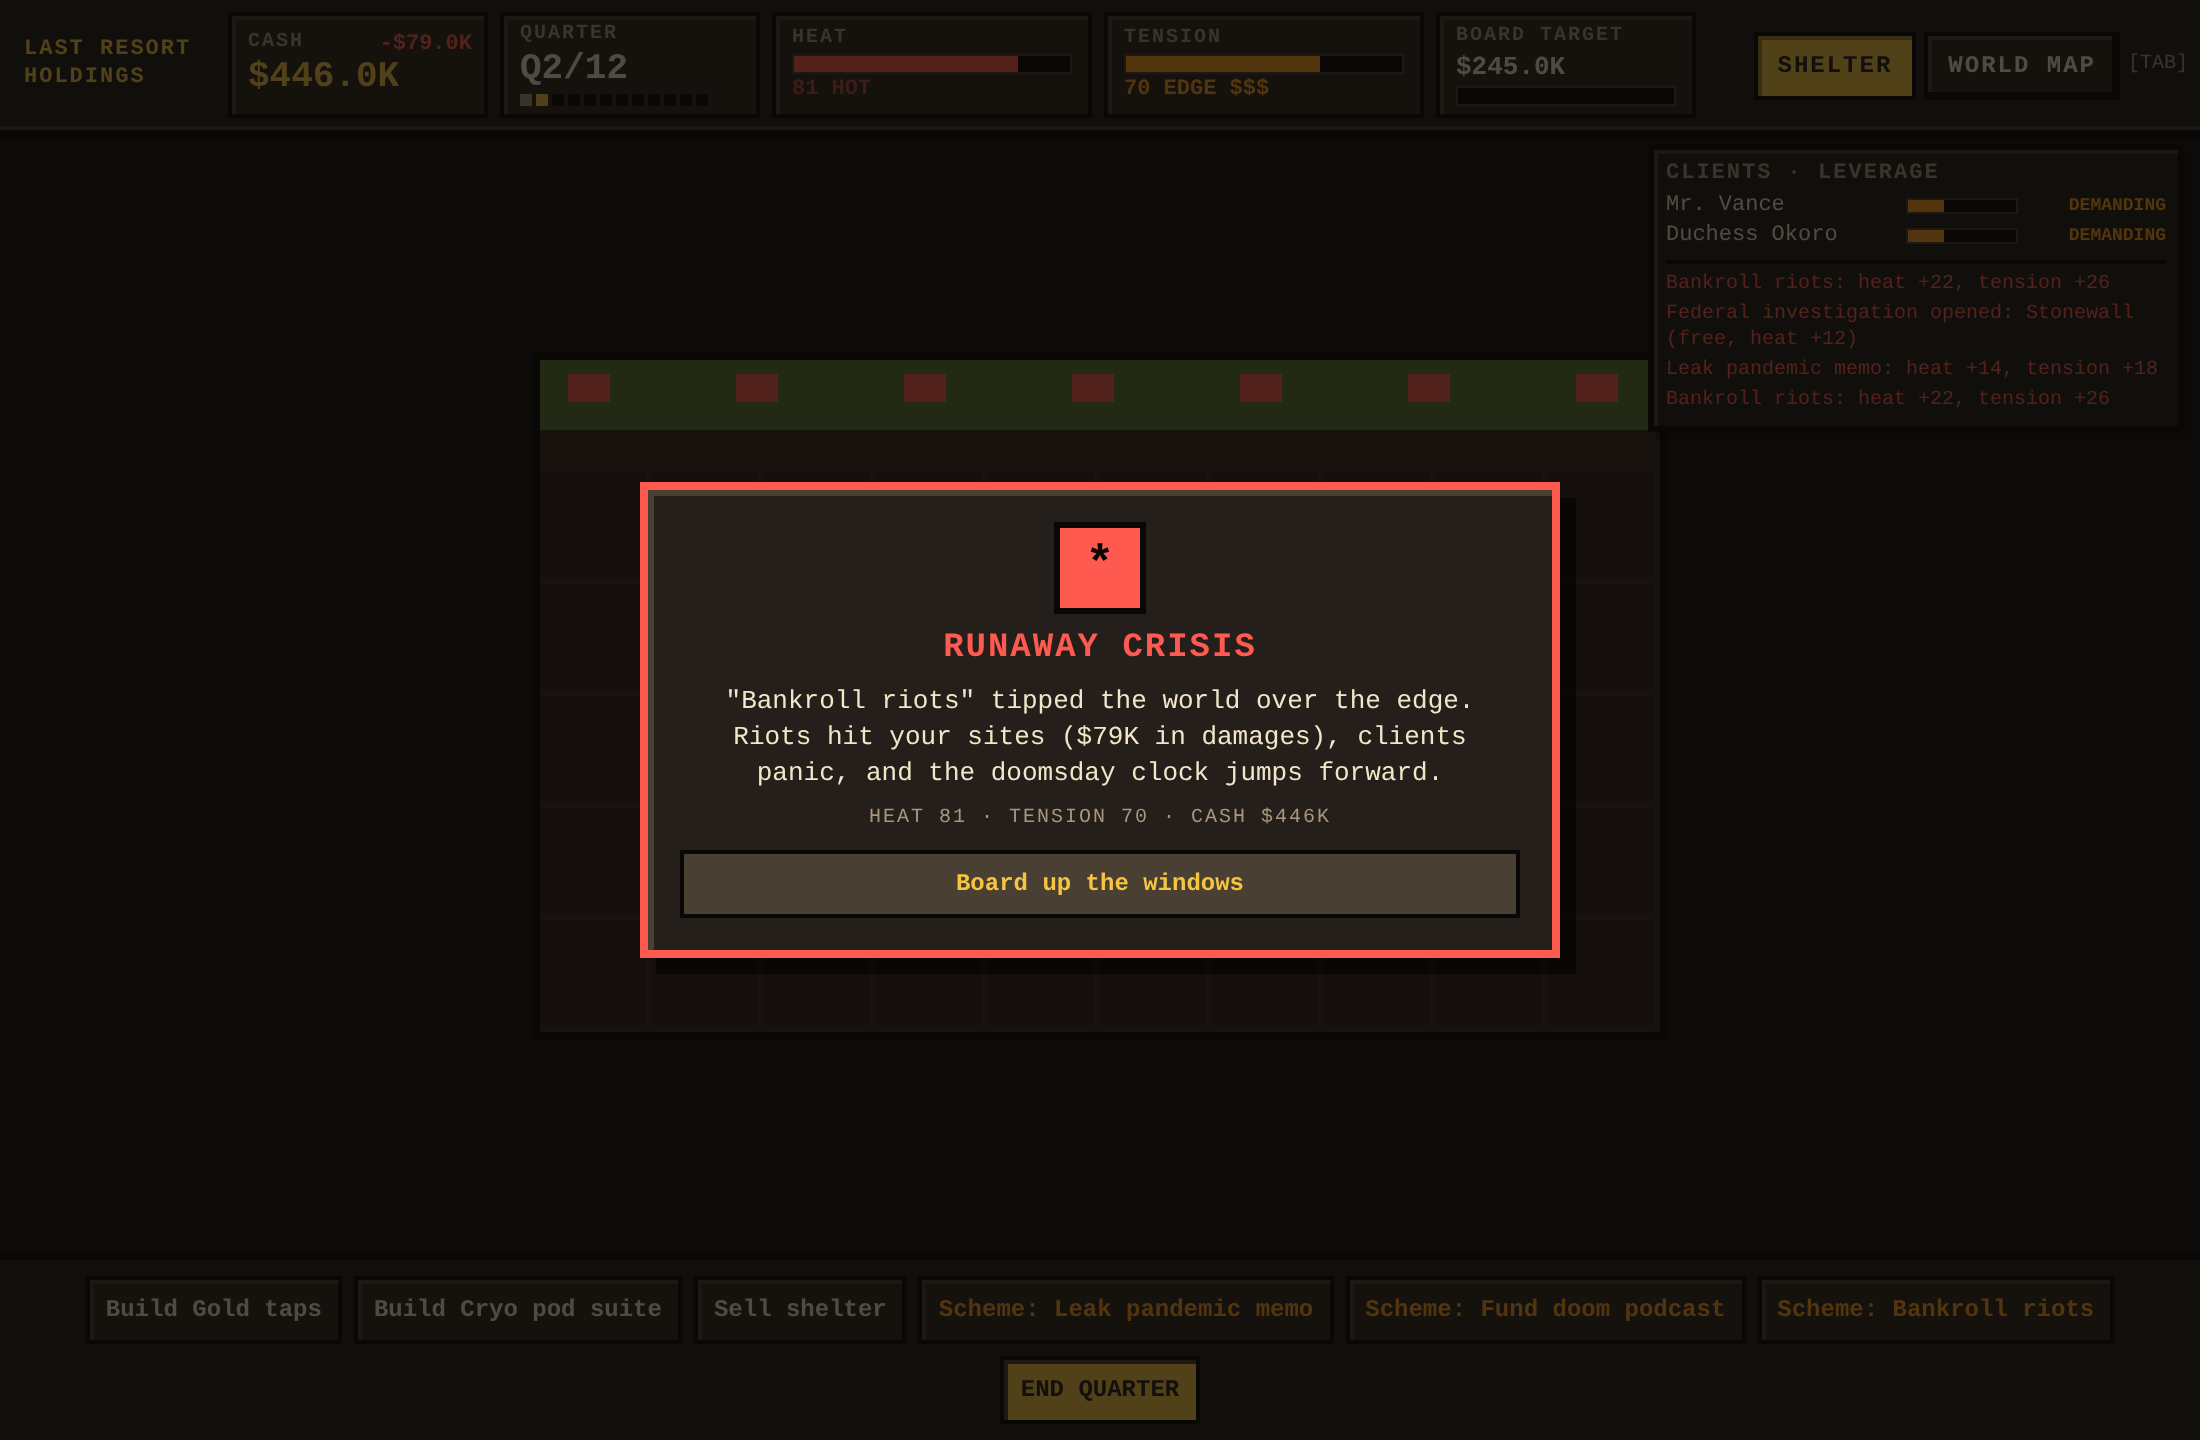 LAST RESORT
HOLDINGS
CASH -$79.0K
$446.0K
QUARTER
Q2/12
HEAT
81 HOT
TENSION
70 EDGE $$$
BOARD TARGET
$245.0K
SHELTER
WORLD MAP
[TAB]
CLIENTS · LEVERAGE
Mr. Vance DEMANDING
Duchess Okoro DEMANDING
Bankroll riots: heat +22, tension +26
Federal investigation opened: Stonewall
(free, heat +12)
Leak pandemic memo: heat +14, tension +18
Bankroll riots: heat +22, tension +26
*
RUNAWAY CRISIS
"Bankroll riots" tipped the world over the edge.
Riots hit your sites ($79K in damages), clients
panic, and the doomsday clock jumps forward.
HEAT 81 · TENSION 70 · CASH $446K
Board up the windows
Build Gold taps
Build Cryo pod suite
Sell shelter
Scheme: Leak pandemic memo
Scheme: Fund doom podcast
Scheme: Bankroll riots
END QUARTER